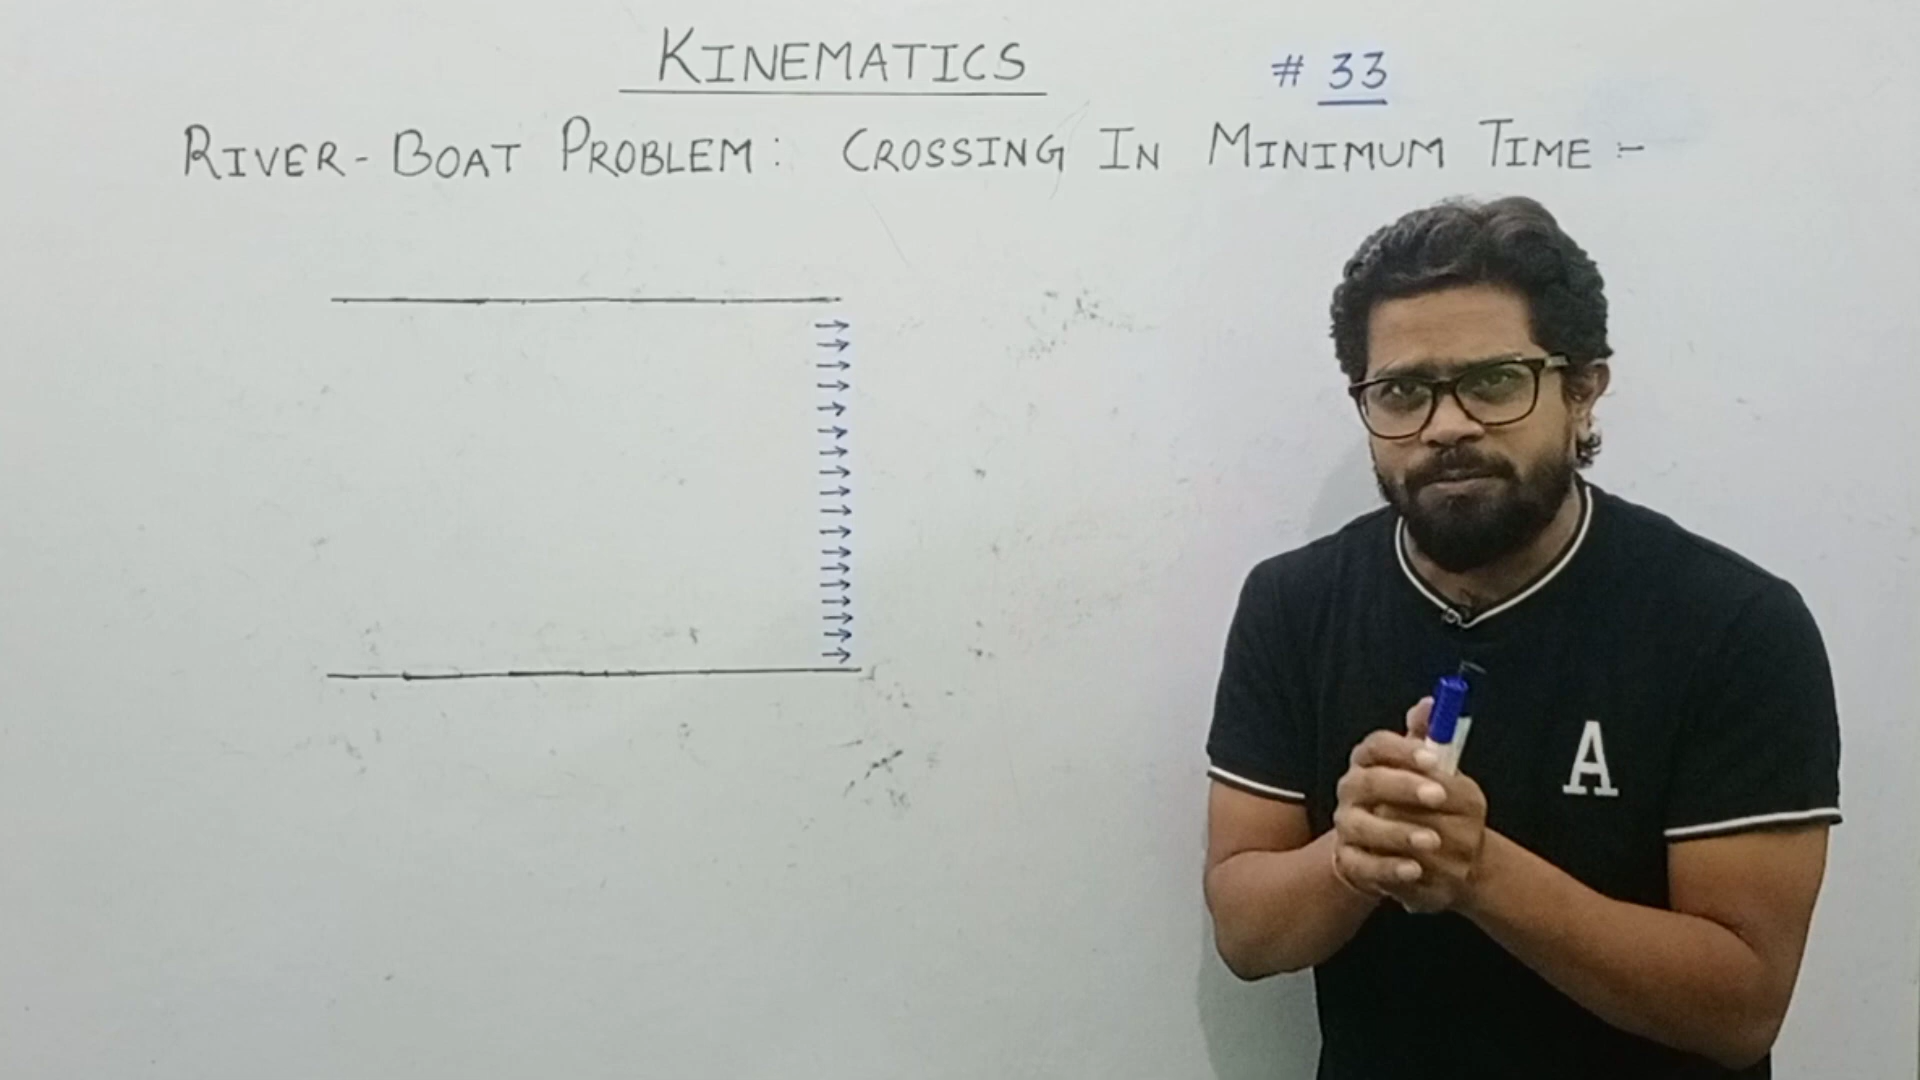 KINEMATICS # 33
RIVER-BOAT PROBLEM: CROSSING IN MINIMUM TIME :-
A